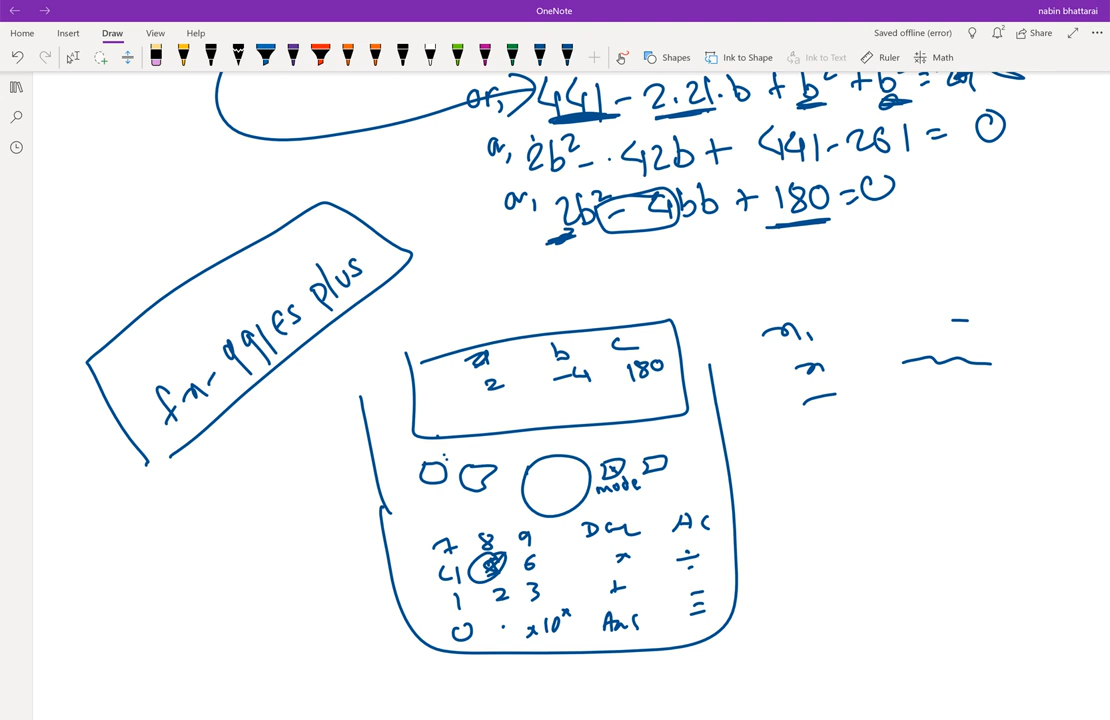 OneNote
nabin bhattarai
Home Insert Draw View Help
Saved offline (error)
2
Share
Shapes
Ink to Shape
Ink to Text
Ruler
Math
or, 441 - 2.21.b + b² + b² =
or, 2b² - .42b + 441 - 261 = 0
or, 2b² - 4bb + 180 = 0
fx-991ES plus
a b c
2 -4 180
mode
7 8 9 DEL AC
4 5 6 × ÷
1 2 3 + =
0 . ×10ˣ Ans